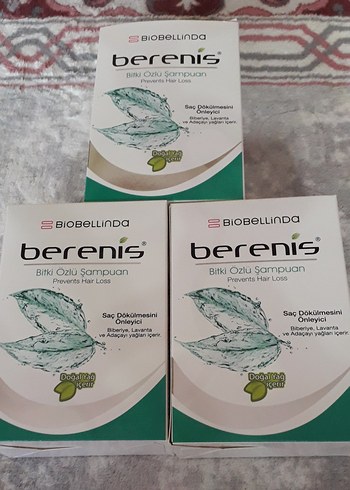 BIOBELLINDA
berenis®
Bitki Özlü Şampuan
Prevents Hair Loss
Saç Dökülmesini
Önleyici
Biberiye, Lavanta
ve Adaçayı yağları içerir.
Doğal Yağ
içerir
BIOBELLINDA
berenis®
Bitki Özlü Şampuan
Prevents Hair Loss
Saç Dökülmesini
Önleyici
Biberiye, Lavanta
ve Adaçayı yağları içerir.
Doğal Yağ
içerir
BIOBELLINDA
berenis®
Bitki Özlü Şampuan
Prevents Hair Loss
Saç Dökülmesini
Önleyici
Biberiye, Lavanta
ve Adaçayı yağları içerir.
Doğal Yağ
içerir